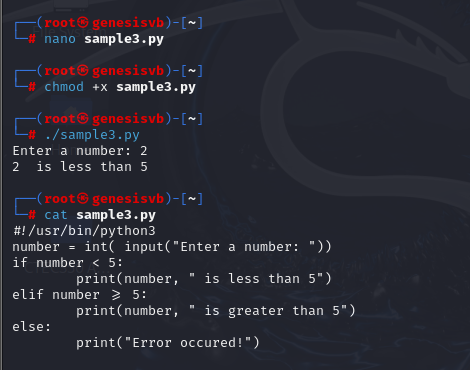 ┌──(root㉿genesisvb)-[~]
└─# nano sample3.py
┌──(root㉿genesisvb)-[~]
└─# chmod +x sample3.py
┌──(root㉿genesisvb)-[~]
└─# ./sample3.py
Enter a number: 2
2  is less than 5
┌──(root㉿genesisvb)-[~]
└─# cat sample3.py
#!/usr/bin/python3
number = int( input("Enter a number: "))
if number < 5:
        print(number, " is less than 5")
elif number >= 5:
        print(number, " is greater than 5")
else:
        print("Error occured!")